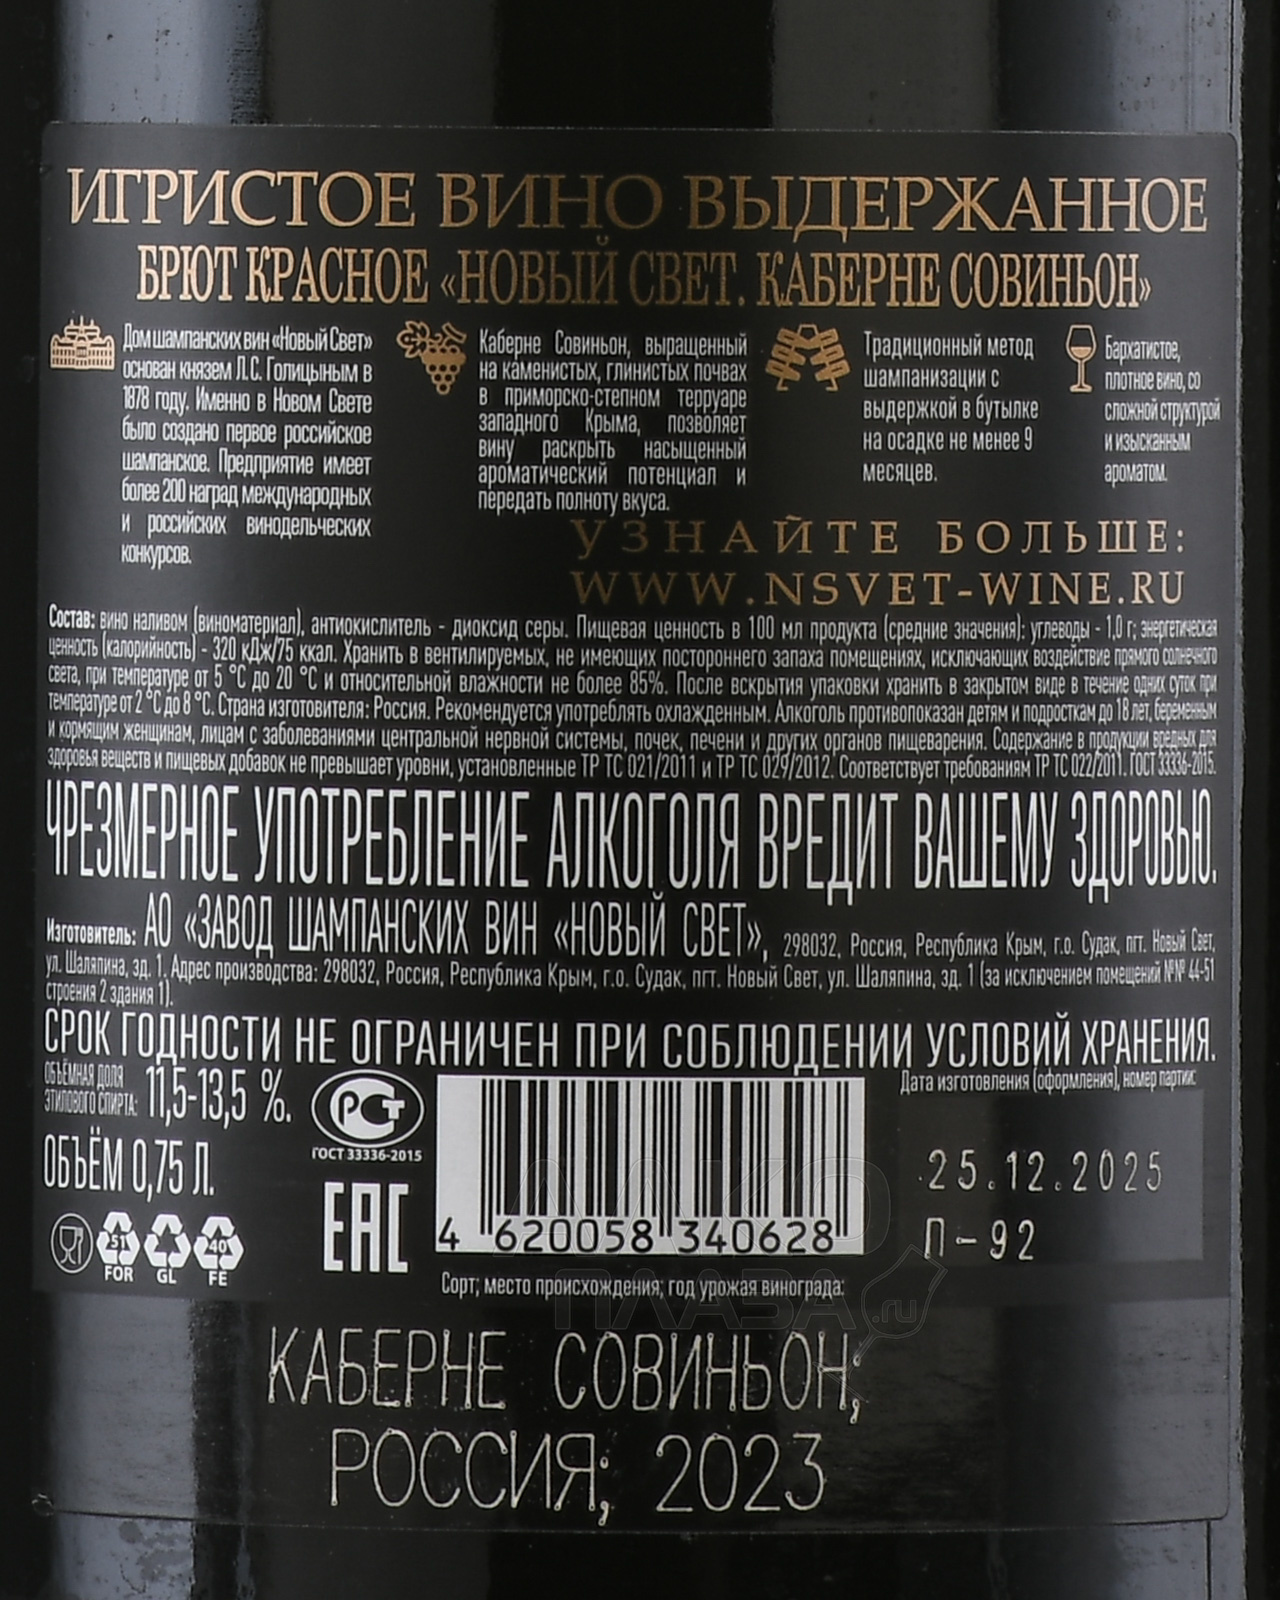 ИГРИСТОЕ ВИНО ВЫДЕРЖАННОЕ
БРЮТ КРАСНОЕ «НОВЫЙ СВЕТ. КАБЕРНЕ СОВИНЬОН»
Дом шампанских вин «Новый Свет»
основан князем Л.С. Голицыным в
1878 году. Именно в Новом Свете
было создано первое российское
шампанское. Предприятие имеет
более 200 наград международных
и российских винодельческих
конкурсов.
Каберне Совиньон, выращенный
на каменистых, глинистых почвах
в приморско-степном терруаре
западного Крыма, позволяет
вину раскрыть насыщенный
ароматический потенциал и
передать полноту вкуса.
Традиционный метод
шампанизации с
выдержкой в бутылке
на осадке не менее 9
месяцев.
Бархатистое,
плотное вино, со
сложной структурой
и изысканным
ароматом.
УЗНАЙТЕ БОЛЬШЕ:
WWW.NSVET-WINE.RU
Состав: вино наливом (виноматериал), антиокислитель - диоксид серы. Пищевая ценность в 100 мл продукта (средние значения): углеводы - 1,0 г; энергетическая
ценность (калорийность) - 320 кДж/75 ккал. Хранить в вентилируемых, не имеющих постороннего запаха помещениях, исключающих воздействие прямого солнечного
света, при температуре от 5 °С до 20 °С и относительной влажности не более 85%. После вскрытия упаковки хранить в закрытом виде в течение одних суток при
температуре от 2 °С до 8 °С. Страна изготовителя: Россия. Рекомендуется употреблять охлажденным. Алкоголь противопоказан детям и подросткам до 18 лет, беременным
и кормящим женщинам, лицам с заболеваниями центральной нервной системы, почек, печени и других органов пищеварения. Содержание в продукции вредных для
здоровья веществ и пищевых добавок не превышает уровни, установленные ТР ТС 021/2011 и ТР ТС 029/2012. Соответствует требованиям ТР ТС 022/2011. ГОСТ 33336-2015.
ЧРЕЗМЕРНОЕ УПОТРЕБЛЕНИЕ АЛКОГОЛЯ ВРЕДИТ ВАШЕМУ ЗДОРОВЬЮ.
Изготовитель: АО «ЗАВОД ШАМПАНСКИХ ВИН «НОВЫЙ СВЕТ», 298032, Россия, Республика Крым, г.о. Судак, пгт. Новый Свет,
ул. Шаляпина, зд. 1. Адрес производства: 298032, Россия, Республика Крым, г.о. Судак, пгт. Новый Свет, ул. Шаляпина, зд. 1 (за исключением помещений №№ 44-51
строения 2 здания 1).
СРОК ГОДНОСТИ НЕ ОГРАНИЧЕН ПРИ СОБЛЮДЕНИИ УСЛОВИЙ ХРАНЕНИЯ.
ОБЪЁМНАЯ ДОЛЯ
ЭТИЛОВОГО СПИРТА: 11,5-13,5 %.
ОБЪЁМ 0,75 Л.
РСТ
ГОСТ 33336-2015
EAC
51
FOR
GL
40
FE
4 620058 340628
Дата изготовления (оформления), номер партии:
25.12.2025
П-92
Сорт; место происхождения; год урожая винограда:
КАБЕРНЕ СОВИНЬОН;
РОССИЯ; 2023
АЛКО
ПЛАЗА.ru